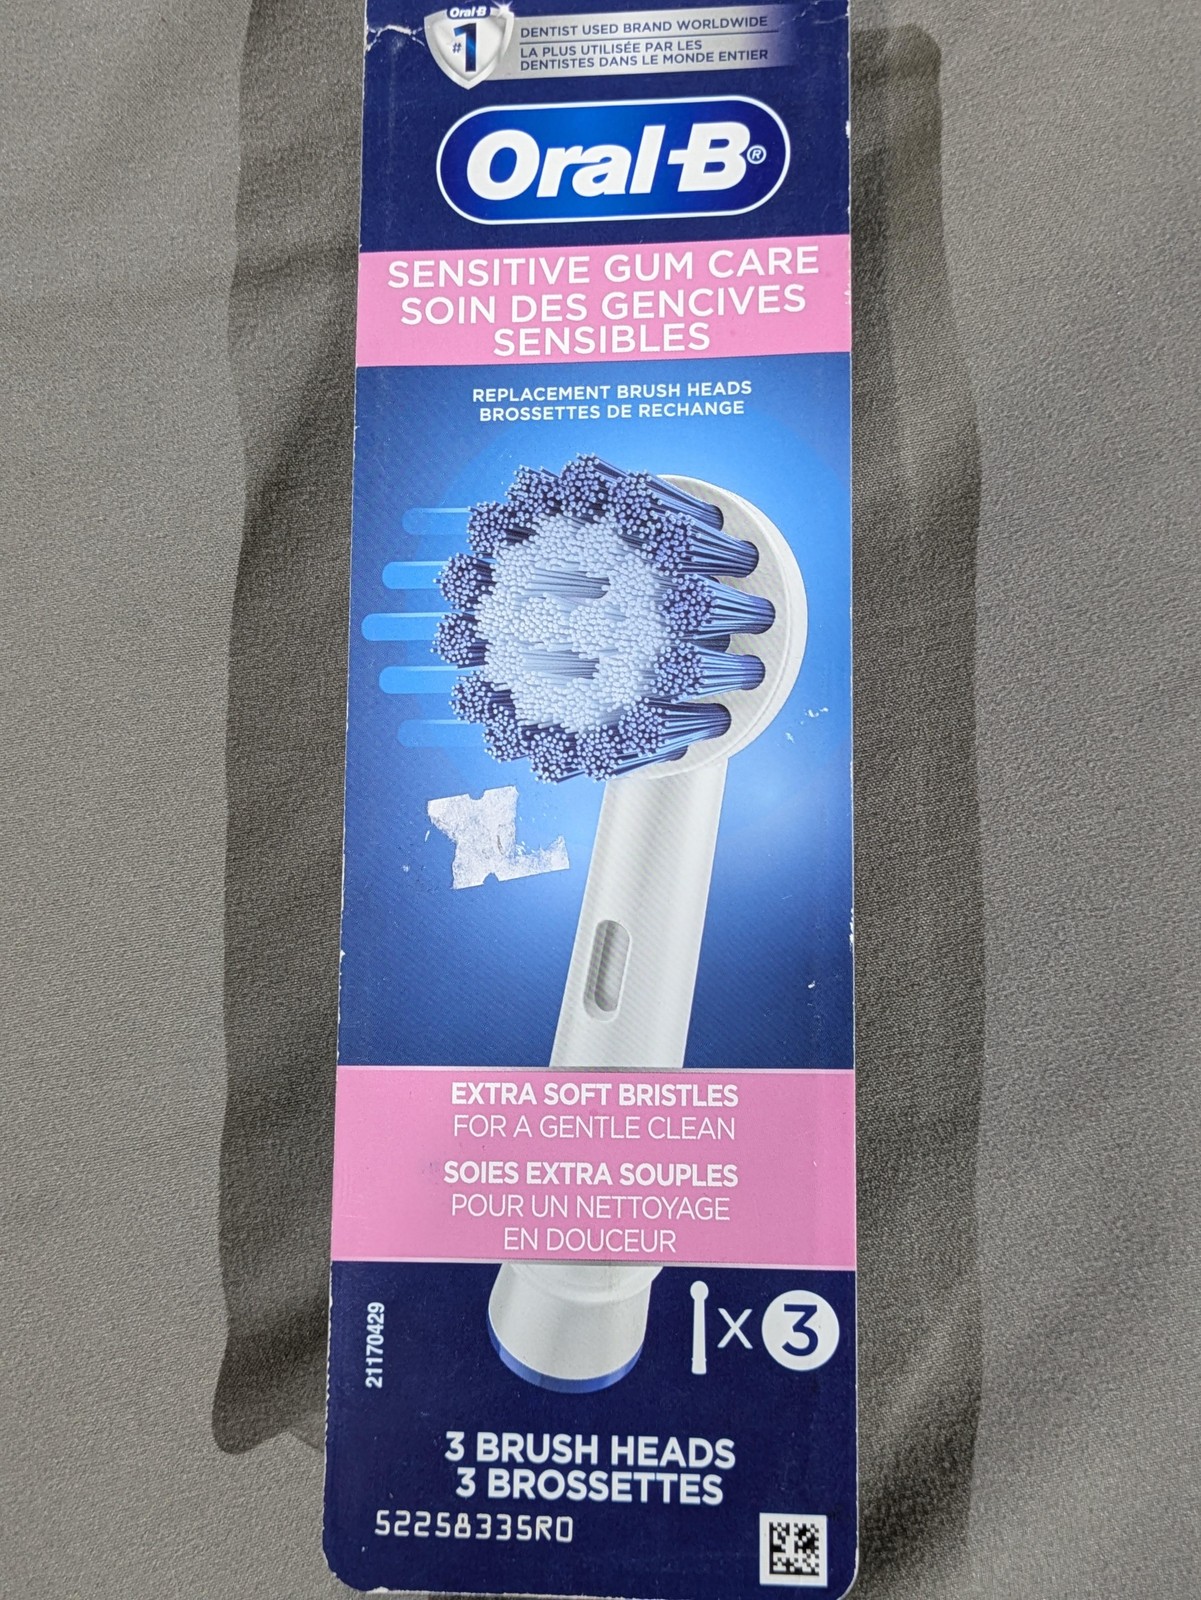 Oral-B
#1
DENTIST USED BRAND WORLDWIDE
LA PLUS UTILISÉE PAR LES
DENTISTES DANS LE MONDE ENTIER
Oral-B®
SENSITIVE GUM CARE
SOIN DES GENCIVES
SENSIBLES
REPLACEMENT BRUSH HEADS
BROSSETTES DE RECHANGE
EXTRA SOFT BRISTLES
FOR A GENTLE CLEAN
SOIES EXTRA SOUPLES
POUR UN NETTOYAGE
EN DOUCEUR
21170429
X 3
3 BRUSH HEADS
3 BROSSETTES
52258335R0